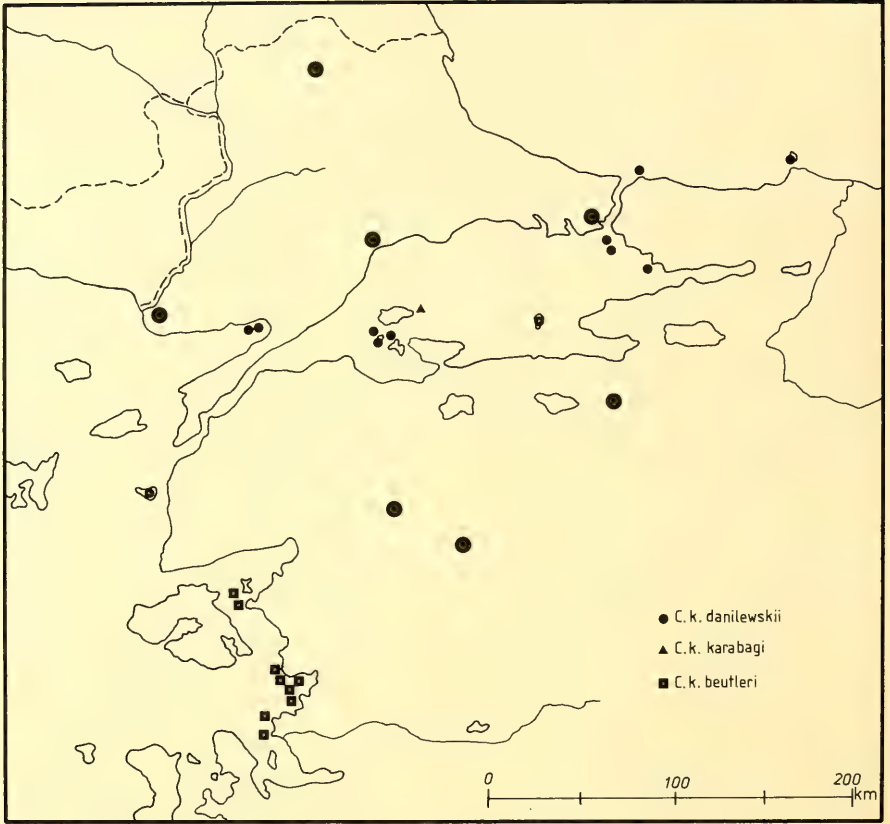 C. k. danilewskii
C. k. karabagi
C. k. beutleri
0 100 200
km